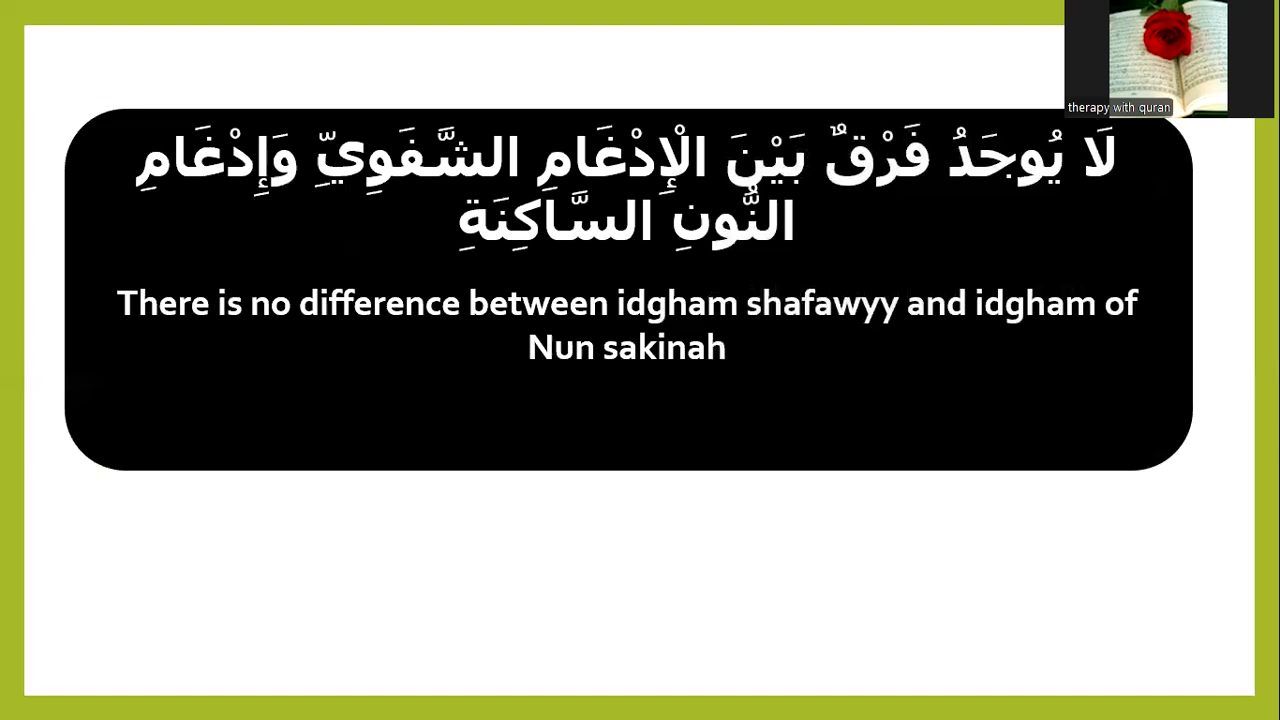 therapy with quran
لَا يُوجَدُ فَرْقٌ بَيْنَ الْإِدْغَامِ الشَّفَوِيِّ وَإِدْغَامِ
النُّونِ السَّاكِنَةِ
There is no difference between idgham shafawyy and idgham of
Nun sakinah